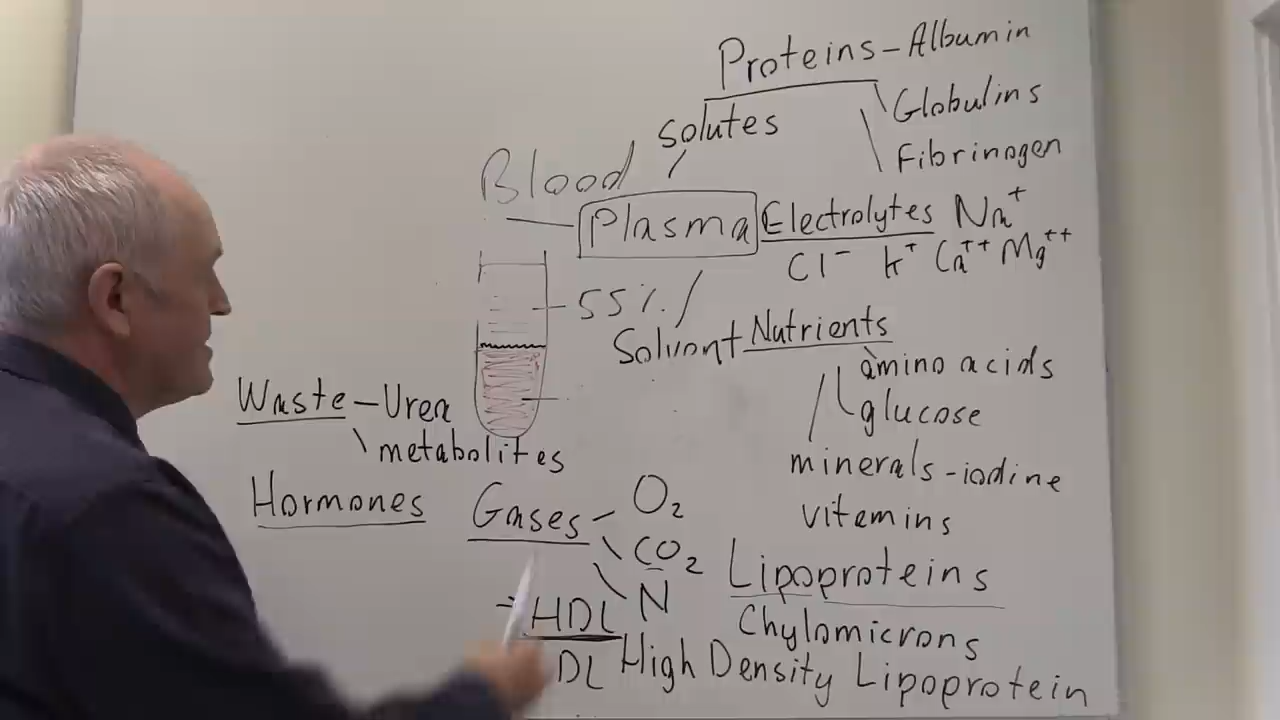 Proteins - Albumin
Globulins
Fibrinogen
Solutes
Blood
Plasma
Electrolytes Na+
Cl- K+ Ca++ Mg++
55%
Solvent
Nutrients
amino acids
glucose
minerals - iodine
vitamins
Waste - Urea
metabolites
Hormones
Gases
O2
CO2
N
Lipoproteins
Chylomicrons
HDL
High Density Lipoprotein
DL